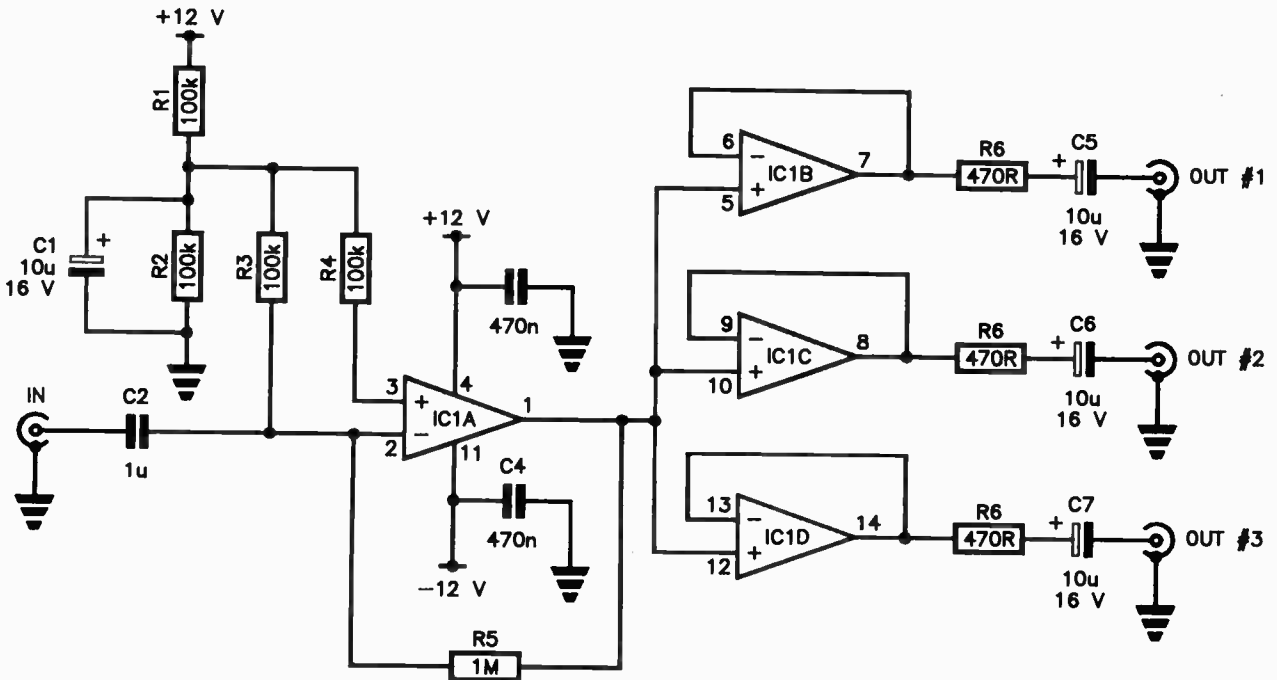 +12 V
R1
100k
C1
10u
16 V
+
R2
100k
R3
100k
R4
100k
+12 V
470n
4
3
+
IC1A
1
2
−
11
C4
470n
−12 V
IN
C2
1u
R5
1M
6
−
IC1B
7
+
5
R6
470R
+
C5
10u
16 V
OUT #1
9
−
IC1C
8
+
10
R6
470R
+
C6
10u
16 V
OUT #2
13
−
IC1D
14
+
12
R6
470R
+
C7
10u
16 V
OUT #3